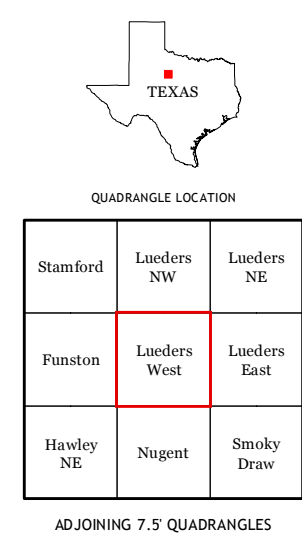 TEXAS
QUADRANGLE LOCATION
Stamford
Lueders
NW
Lueders
NE
Funston
Lueders
West
Lueders
East
Hawley
NE
Nugent
Smoky
Draw
ADJOINING 7.5' QUADRANGLES